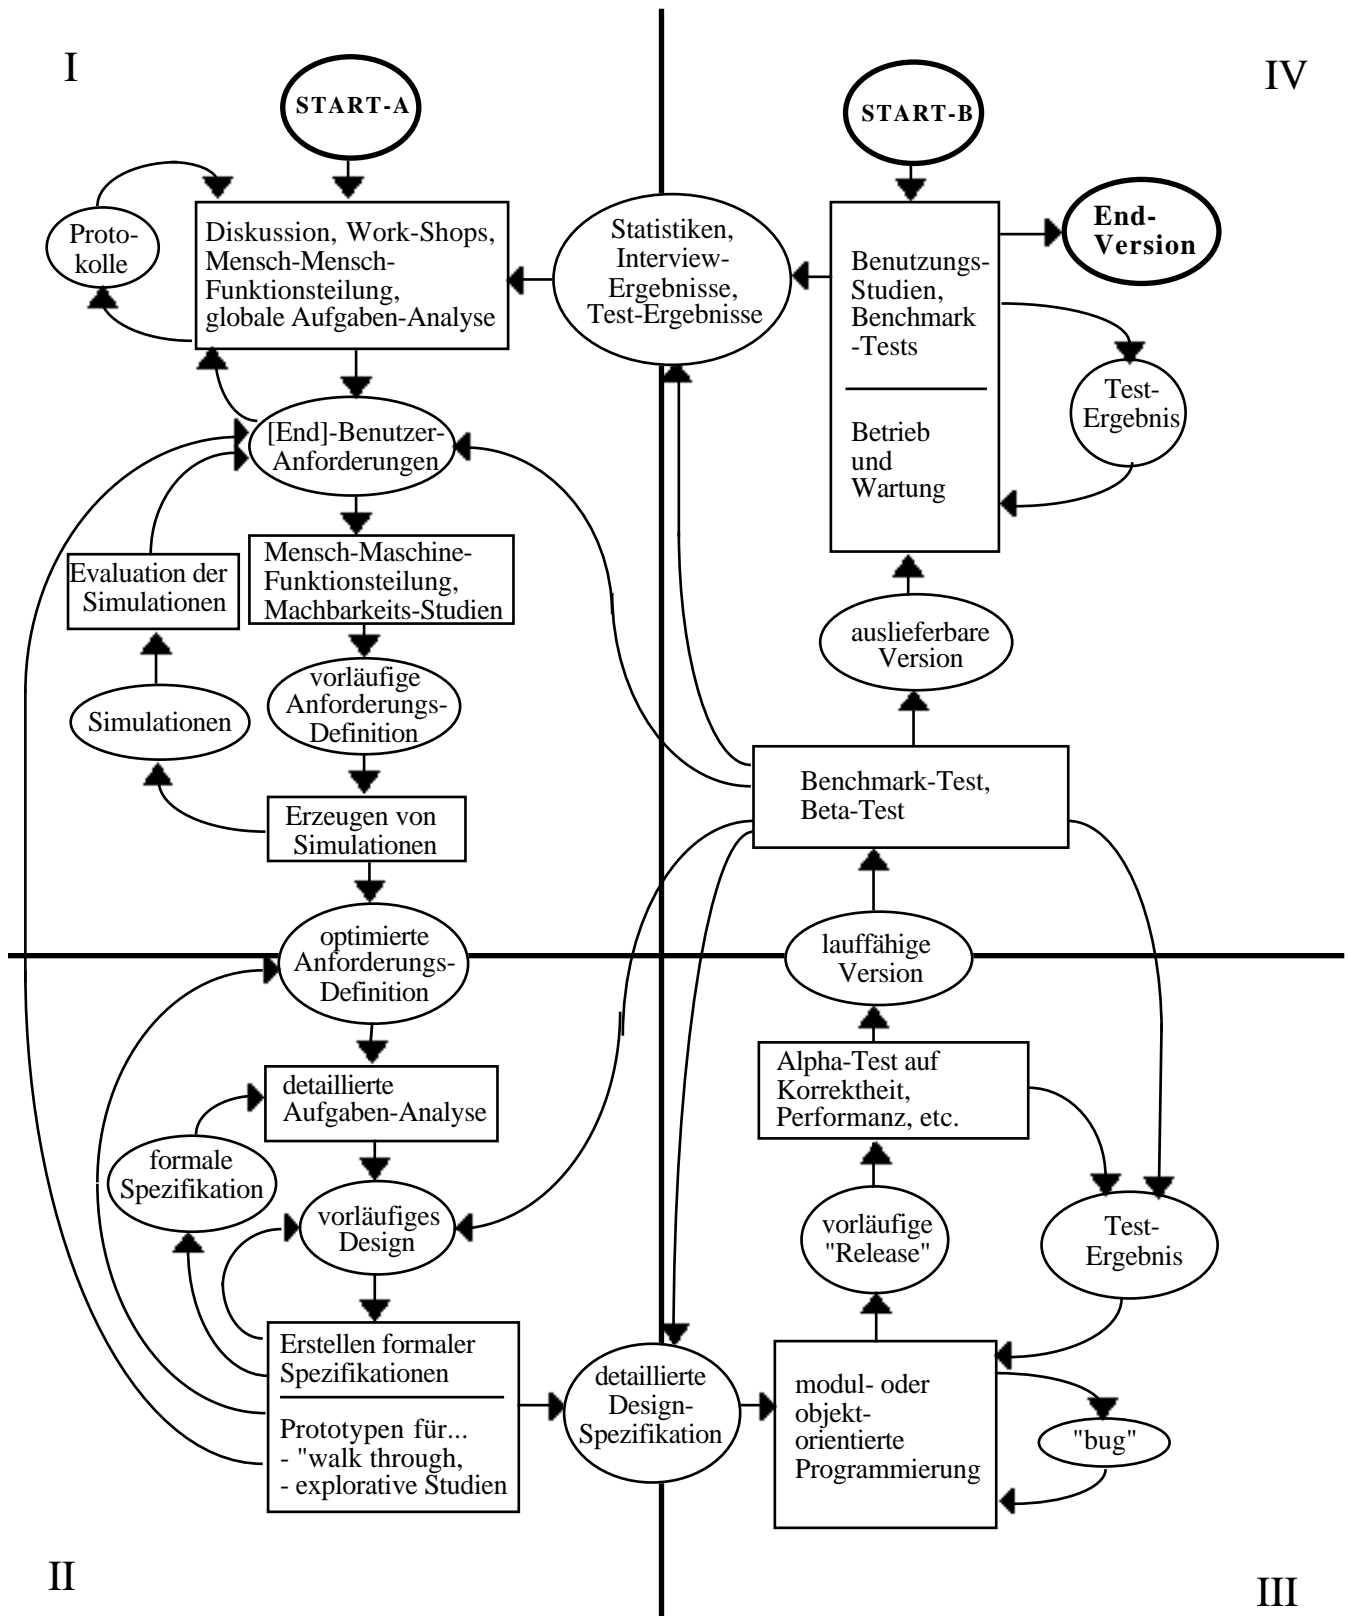 I
START-A
Proto-
kolle
Diskussion, Work-Shops,
Mensch-Mensch-
Funktionsteilung,
globale Aufgaben-Analyse
[End]-Benutzer-
Anforderungen
Mensch-Maschine-
Funktionsteilung,
Machbarkeits-Studien
Evaluation der
Simulationen
vorläufige
Anforderungs-
Definition
Simulationen
Erzeugen von
Simulationen
optimierte
Anforderungs-
Definition
detaillierte
Aufgaben-Analyse
formale
Spezifikation
vorläufiges
Design
Erstellen formaler
Spezifikationen
Prototypen für...
- "walk through,
- explorative Studien
II
detaillierte
Design-
Spezifikation
modul- oder
objekt-
orientierte
Programmierung
"bug"
vorläufige
"Release"
Test-
Ergebnis
Alpha-Test auf
Korrektheit,
Performanz, etc.
lauffähige
Version
III
Benchmark-Test,
Beta-Test
auslieferbare
Version
IV
START-B
Statistiken,
Interview-
Ergebnisse,
Test-Ergebnisse
Benutzungs-
Studien,
Benchmark
-Tests
Betrieb
und
Wartung
End-
Version
Test-
Ergebnis